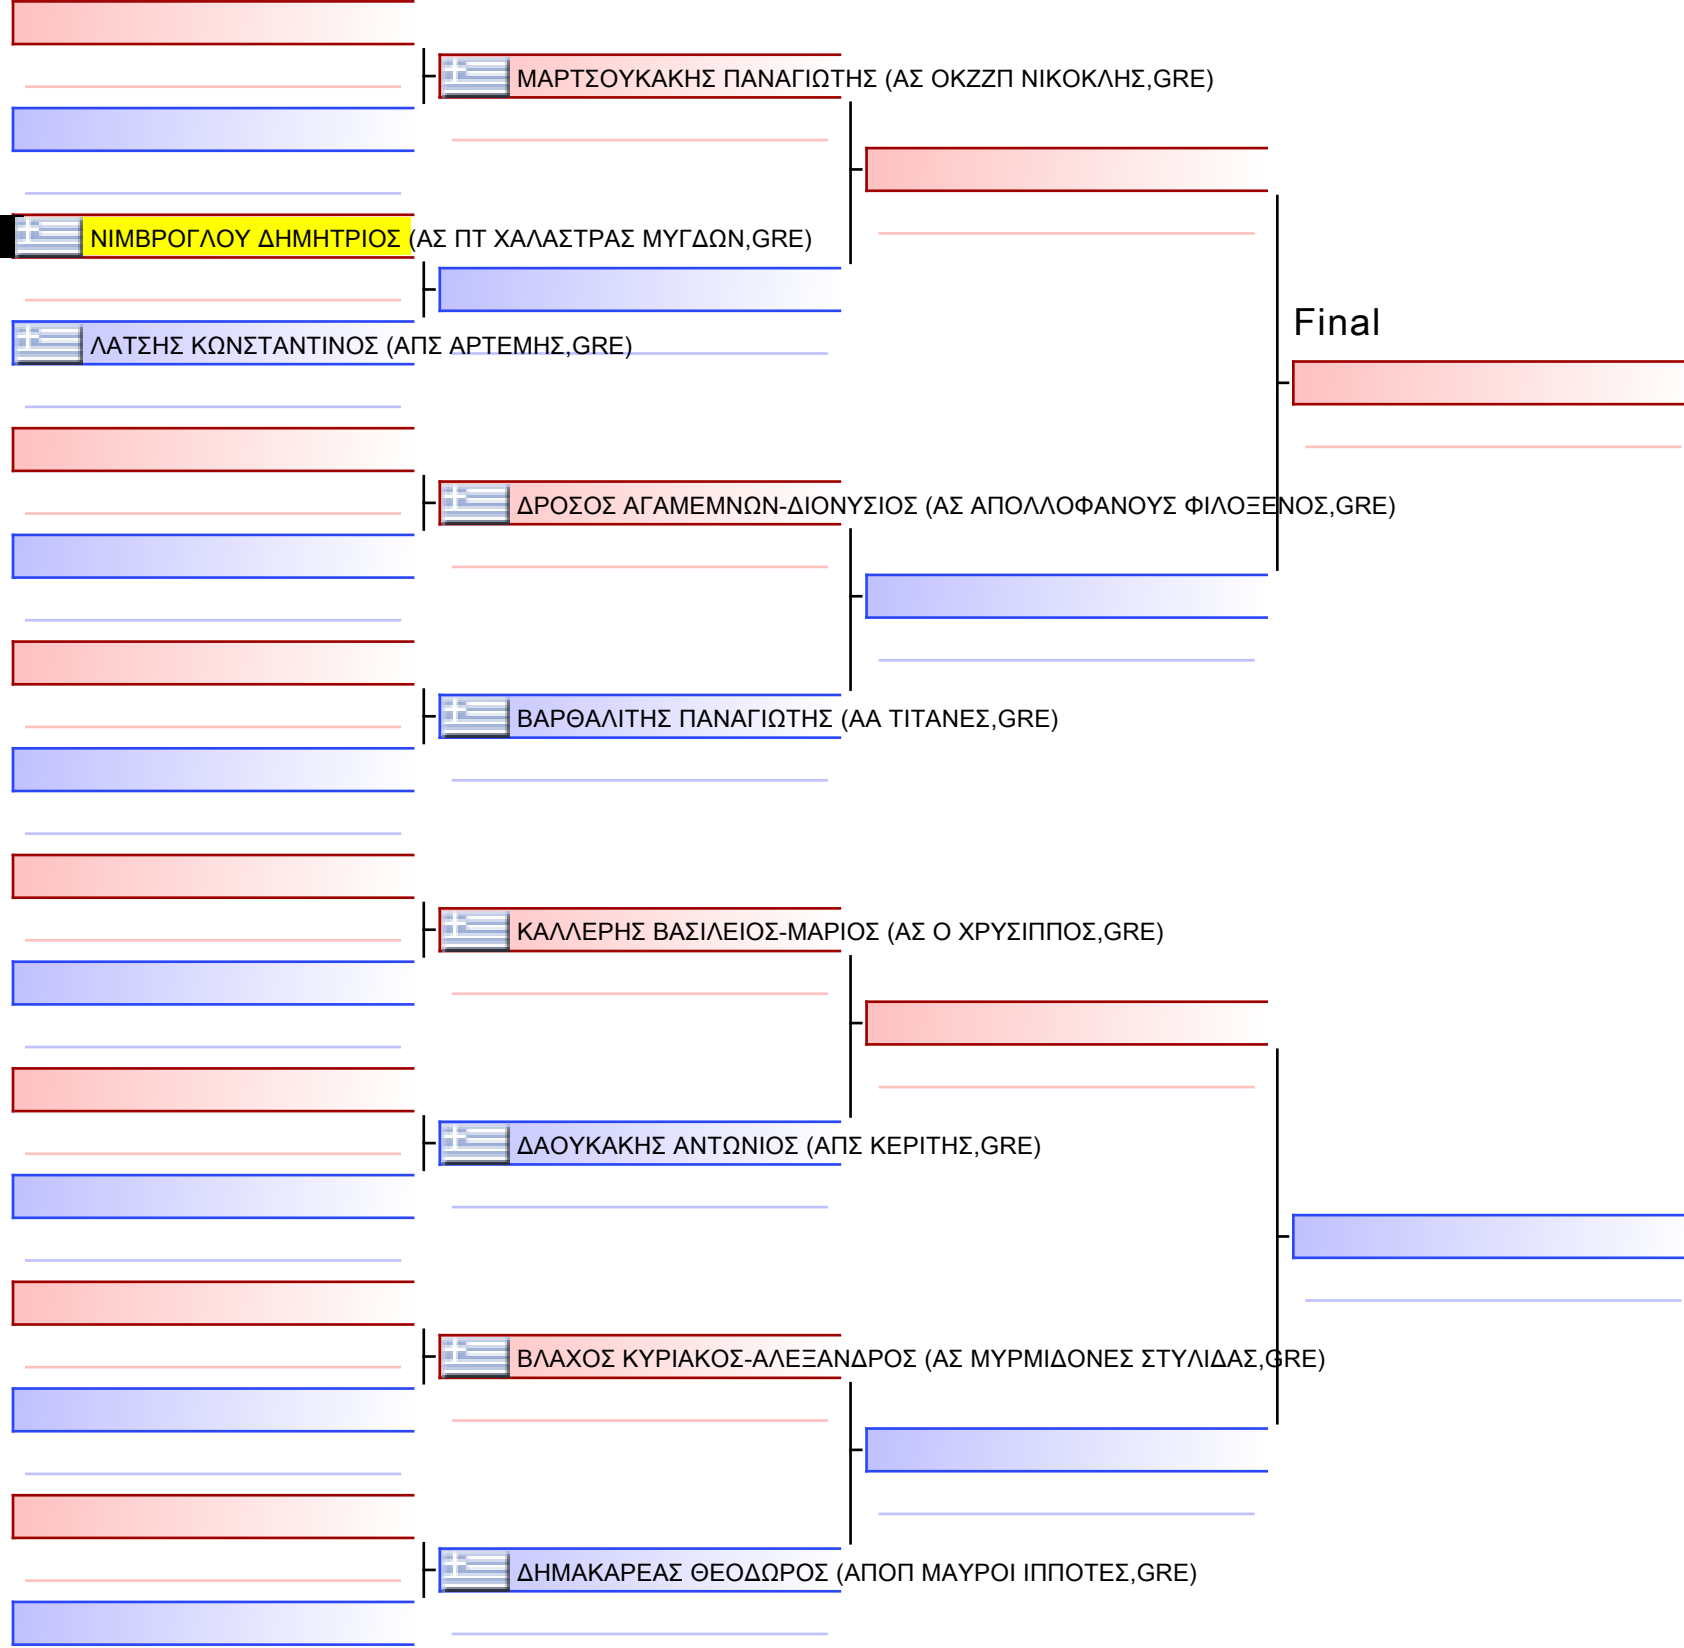 ΜΑΡΤΣΟΥΚΑΚΗΣ ΠΑΝΑΓΙΩΤΗΣ (ΑΣ ΟΚΖΖΠ ΝΙΚΟΚΛΗΣ,GRE)
ΝΙΜΒΡΟΓΛΟΥ ΔΗΜΗΤΡΙΟΣ (ΑΣ ΠΤ ΧΑΛΑΣΤΡΑΣ ΜΥΓΔΩΝ,GRE)
Final
ΛΑΤΣΗΣ ΚΩΝΣΤΑΝΤΙΝΟΣ (ΑΠΣ ΑΡΤΕΜΗΣ,GRE)
ΔΡΟΣΟΣ ΑΓΑΜΕΜΝΩΝ-ΔΙΟΝΥΣΙΟΣ (ΑΣ ΑΠΟΛΛΟΦΑΝΟΥΣ ΦΙΛΟΞΕΝΟΣ,GRE)
ΒΑΡΘΑΛΙΤΗΣ ΠΑΝΑΓΙΩΤΗΣ (ΑΑ ΤΙΤΑΝΕΣ,GRE)
ΚΑΛΛΕΡΗΣ ΒΑΣΙΛΕΙΟΣ-ΜΑΡΙΟΣ (ΑΣ Ο ΧΡΥΣΙΠΠΟΣ,GRE)
ΔΑΟΥΚΑΚΗΣ ΑΝΤΩΝΙΟΣ (ΑΠΣ ΚΕΡΙΤΗΣ,GRE)
ΒΛΑΧΟΣ ΚΥΡΙΑΚΟΣ-ΑΛΕΞΑΝΔΡΟΣ (ΑΣ ΜΥΡΜΙΔΟΝΕΣ ΣΤΥΛΙΔΑΣ,GRE)
ΔΗΜΑΚΑΡΕΑΣ ΘΕΟΔΩΡΟΣ (ΑΠΟΠ ΜΑΥΡΟΙ ΙΠΠΟΤΕΣ,GRE)